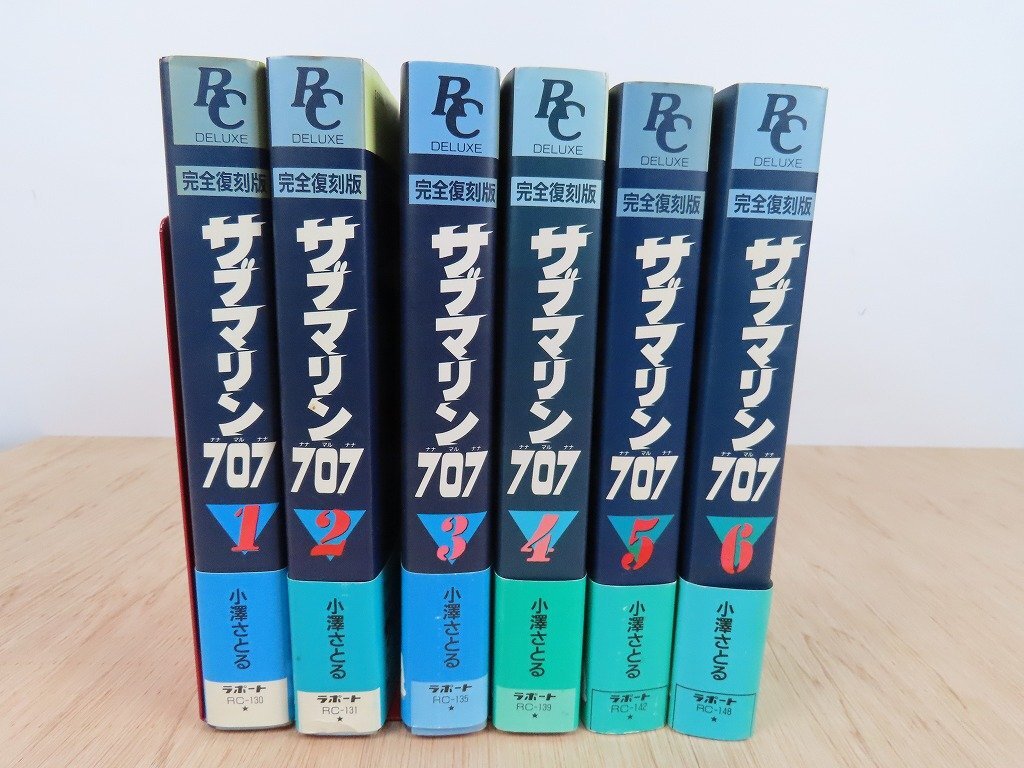 RC
DELUXE
完全復刻版
サブマリン
ナナ マル ナナ
707
1
小澤さとる
ラポート
RC-130
★
RC
DELUXE
完全復刻版
サブマリン
ナナ マル ナナ
707
2
小澤さとる
ラポート
RC-131
★
RC
DELUXE
完全復刻版
サブマリン
ナナ マル ナナ
707
3
小澤さとる
ラポート
RC-135
★
RC
DELUXE
完全復刻版
サブマリン
ナナ マル ナナ
707
4
小澤さとる
ラポート
RC-139
★
RC
DELUXE
完全復刻版
サブマリン
ナナ マル ナナ
707
5
小澤さとる
ラポート
RC-142
★
RC
DELUXE
完全復刻版
サブマリン
ナナ マル ナナ
707
6
小澤さとる
ラポート
RC-148
★